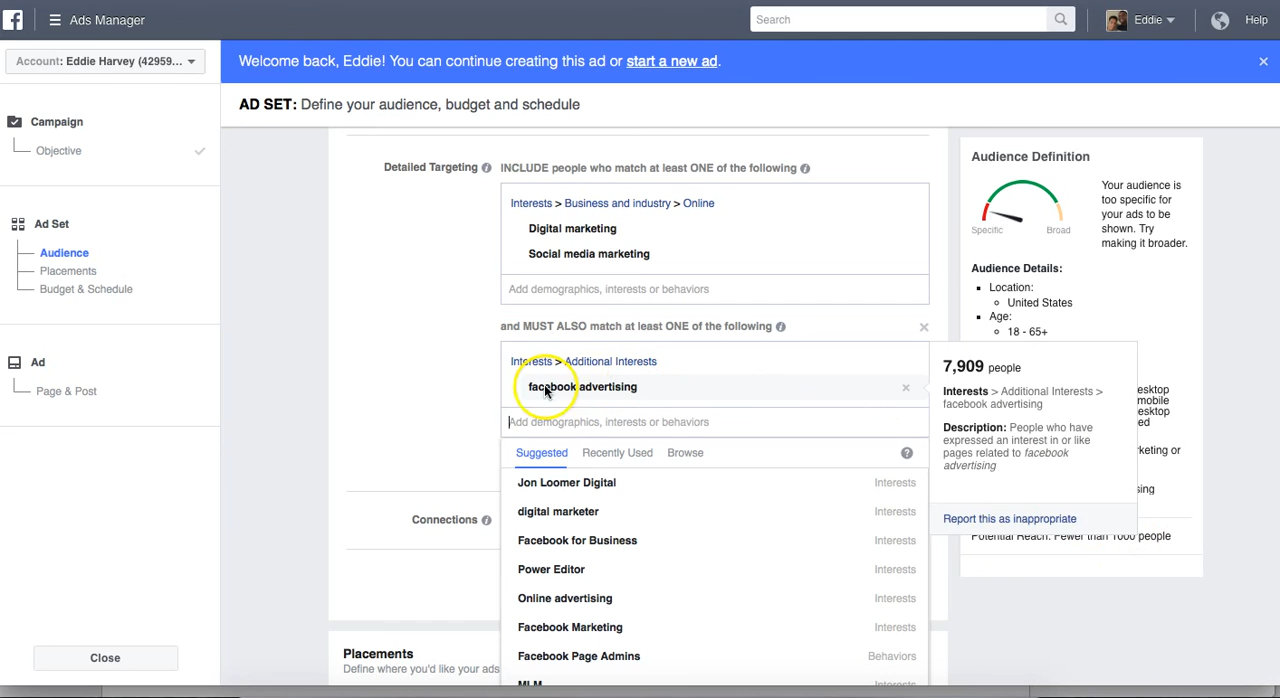 Ads Manager
Search
Eddie
Help
Account: Eddie Harvey (42959...
Welcome back, Eddie! You can continue creating this ad or start a new ad.
AD SET: Define your audience, budget and schedule
Campaign
Objective
Ad Set
Audience
Placements
Budget & Schedule
Ad
Page & Post
Close
Detailed Targeting
INCLUDE people who match at least ONE of the following
Interests > Business and industry > Online
Digital marketing
Social media marketing
Add demographics, interests or behaviors
and MUST ALSO match at least ONE of the following
Interests > Additional Interests
facebook advertising
Add demographics, interests or behaviors
Suggested Recently Used Browse
Jon Loomer Digital Interests
digital marketer Interests
Facebook for Business Interests
Power Editor Interests
Online advertising Interests
Facebook Marketing Interests
Facebook Page Admins Behaviors
MLM Interests
Connections
Placements
Define where you'd like your ads
Audience Definition
Specific
Broad
Your audience is
too specific for
your ads to be
shown. Try
making it broader.
Audience Details:
Location:
United States
Age:
18 - 65+
7,909 people
Interests > Additional Interests >
facebook advertising
Description: People who have
expressed an interest in or like
pages related to facebook
advertising
Report this as inappropriate
Potential Reach: Fewer than 1000 people